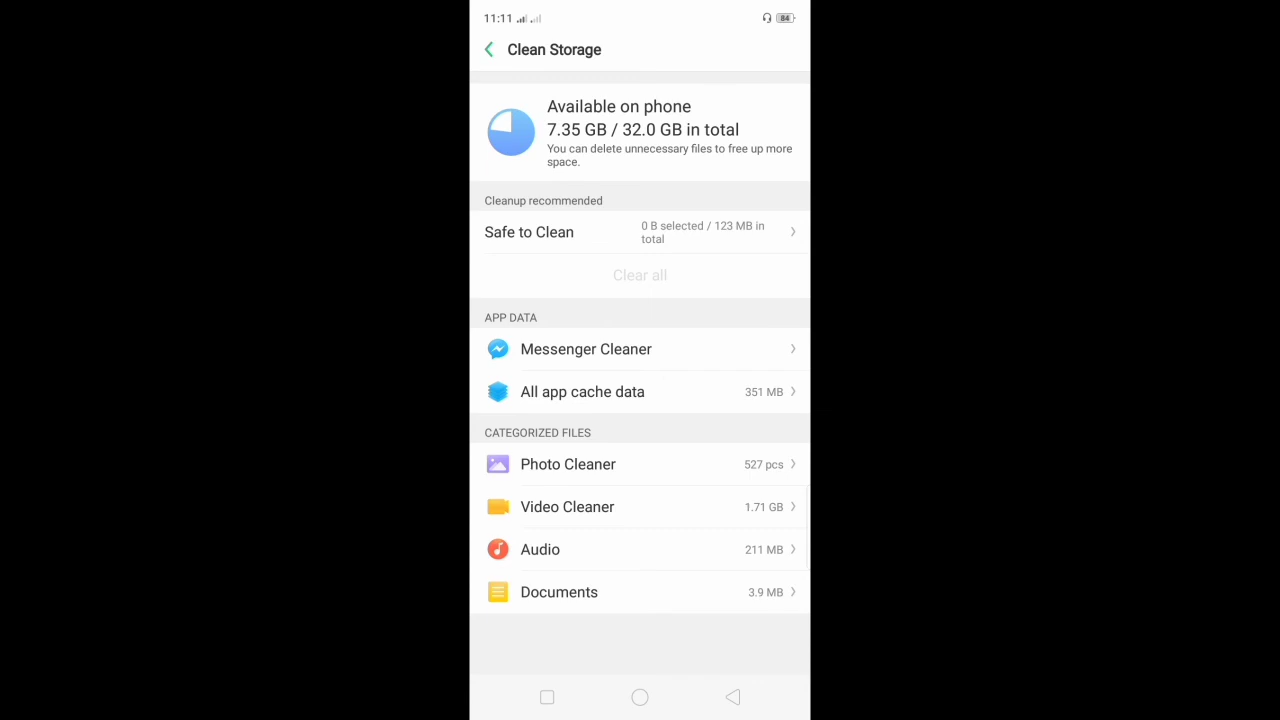 11:11
84
Clean Storage
Available on phone
7.35 GB / 32.0 GB in total
You can delete unnecessary files to free up more
space.
Cleanup recommended
Safe to Clean
0 B selected / 123 MB in
total
Clear all
APP DATA
Messenger Cleaner
All app cache data 351 MB
CATEGORIZED FILES
Photo Cleaner 527 pcs
Video Cleaner 1.71 GB
Audio 211 MB
Documents 3.9 MB